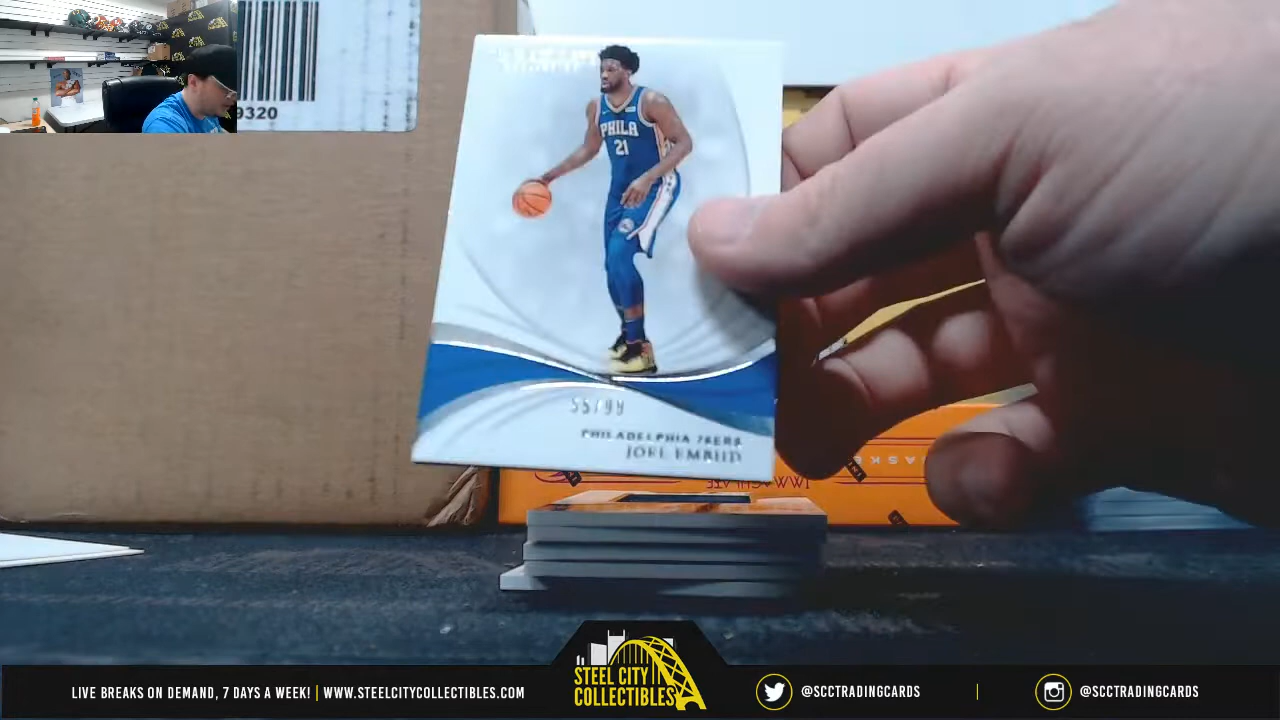 9320
PHILA
21
55/99
PHILADELPHIA 76ERS
JOEL EMBIID
LIVE BREAKS ON DEMAND, 7 DAYS A WEEK! | WWW.STEELCITYCOLLECTIBLES.COM
STEEL CITY
COLLECTIBLES
@SCCTRADINGCARDS
@SCCTRADINGCARDS